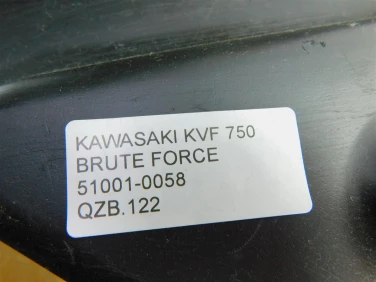 KAWASAKI KVF 750
BRUTE FORCE
51001-0058
QZB.122